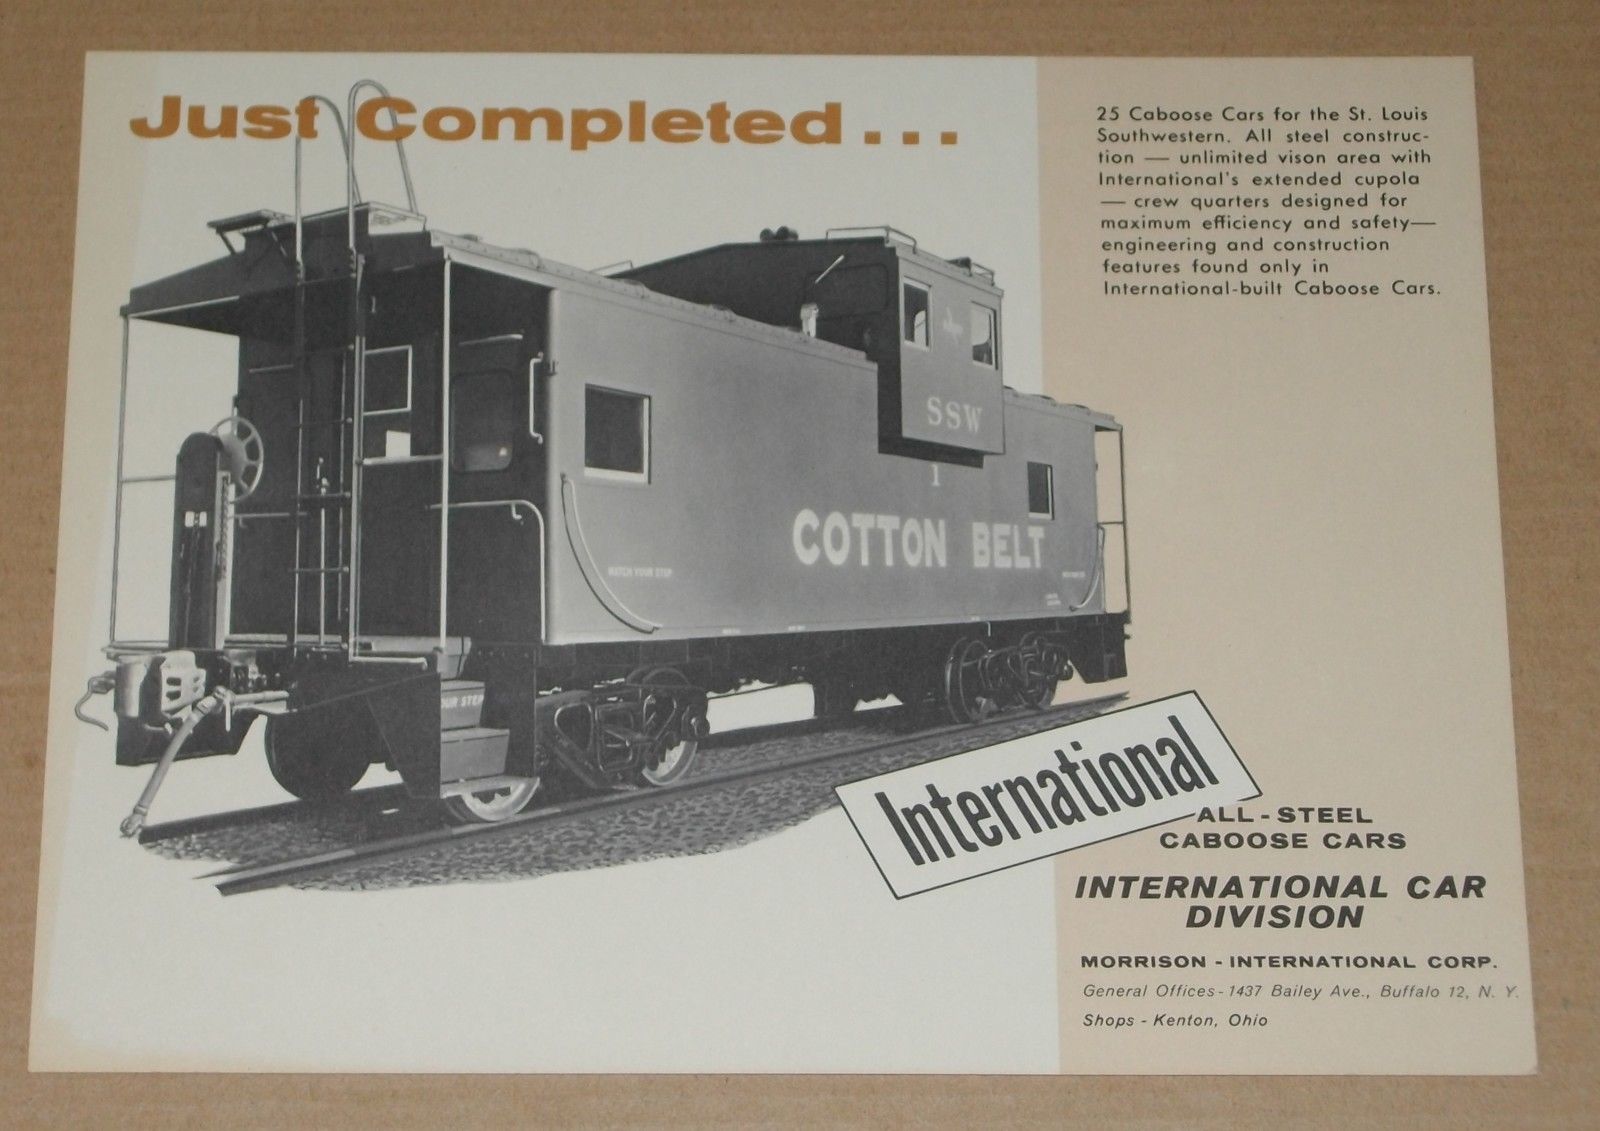 Just Completed...
25 Caboose Cars for the St. Louis
Southwestern. All steel construc-
tion — unlimited vison area with
International's extended cupola
— crew quarters designed for
maximum efficiency and safety—
engineering and construction
features found only in
International-built Caboose Cars.
SSW
1
COTTON BELT
WATCH YOUR STEP
OUR STEP
International
ALL-STEEL
CABOOSE CARS
INTERNATIONAL CAR
DIVISION
MORRISON - INTERNATIONAL CORP.
General Offices - 1437 Bailey Ave., Buffalo 12, N. Y.
Shops - Kenton, Ohio